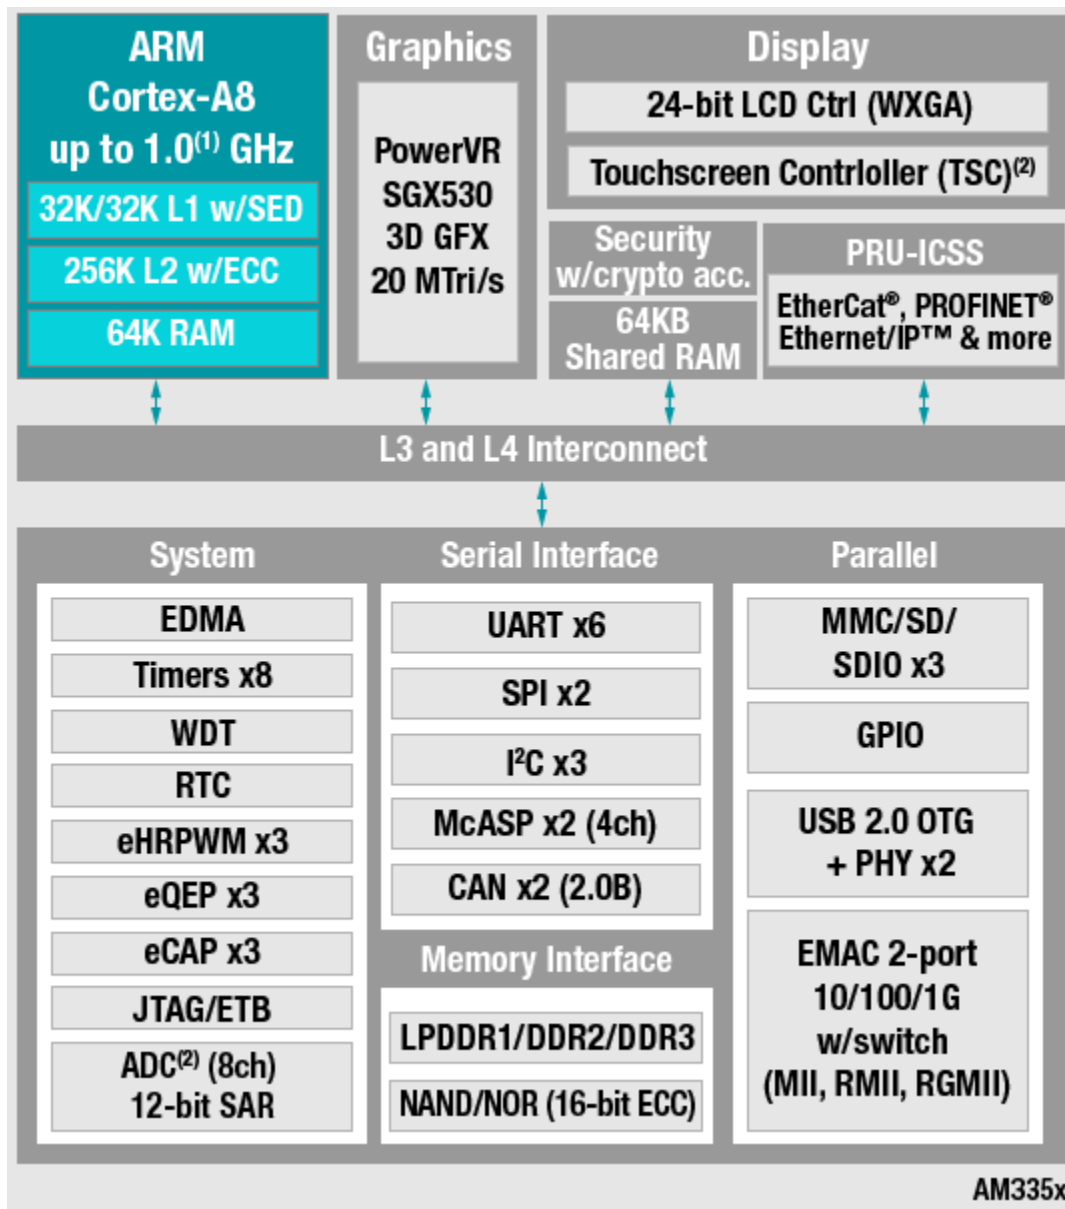 ARM
Cortex-A8
up to 1.0(1) GHz
32K/32K L1 w/SED
256K L2 w/ECC
64K RAM
Graphics
PowerVR
SGX530
3D GFX
20 MTri/s
Display
24-bit LCD Ctrl (WXGA)
Touchscreen Contrloller (TSC)(2)
Security
w/crypto acc.
64KB
Shared RAM
PRU-ICSS
EtherCat®, PROFINET®
Ethernet/IP™ & more
L3 and L4 Interconnect
System
EDMA
Timers x8
WDT
RTC
eHRPWM x3
eQEP x3
eCAP x3
JTAG/ETB
ADC(2) (8ch)
12-bit SAR
Serial Interface
UART x6
SPI x2
I²C x3
McASP x2 (4ch)
CAN x2 (2.0B)
Memory Interface
LPDDR1/DDR2/DDR3
NAND/NOR (16-bit ECC)
Parallel
MMC/SD/
SDIO x3
GPIO
USB 2.0 OTG
+ PHY x2
EMAC 2-port
10/100/1G
w/switch
(MII, RMII, RGMII)
AM335x